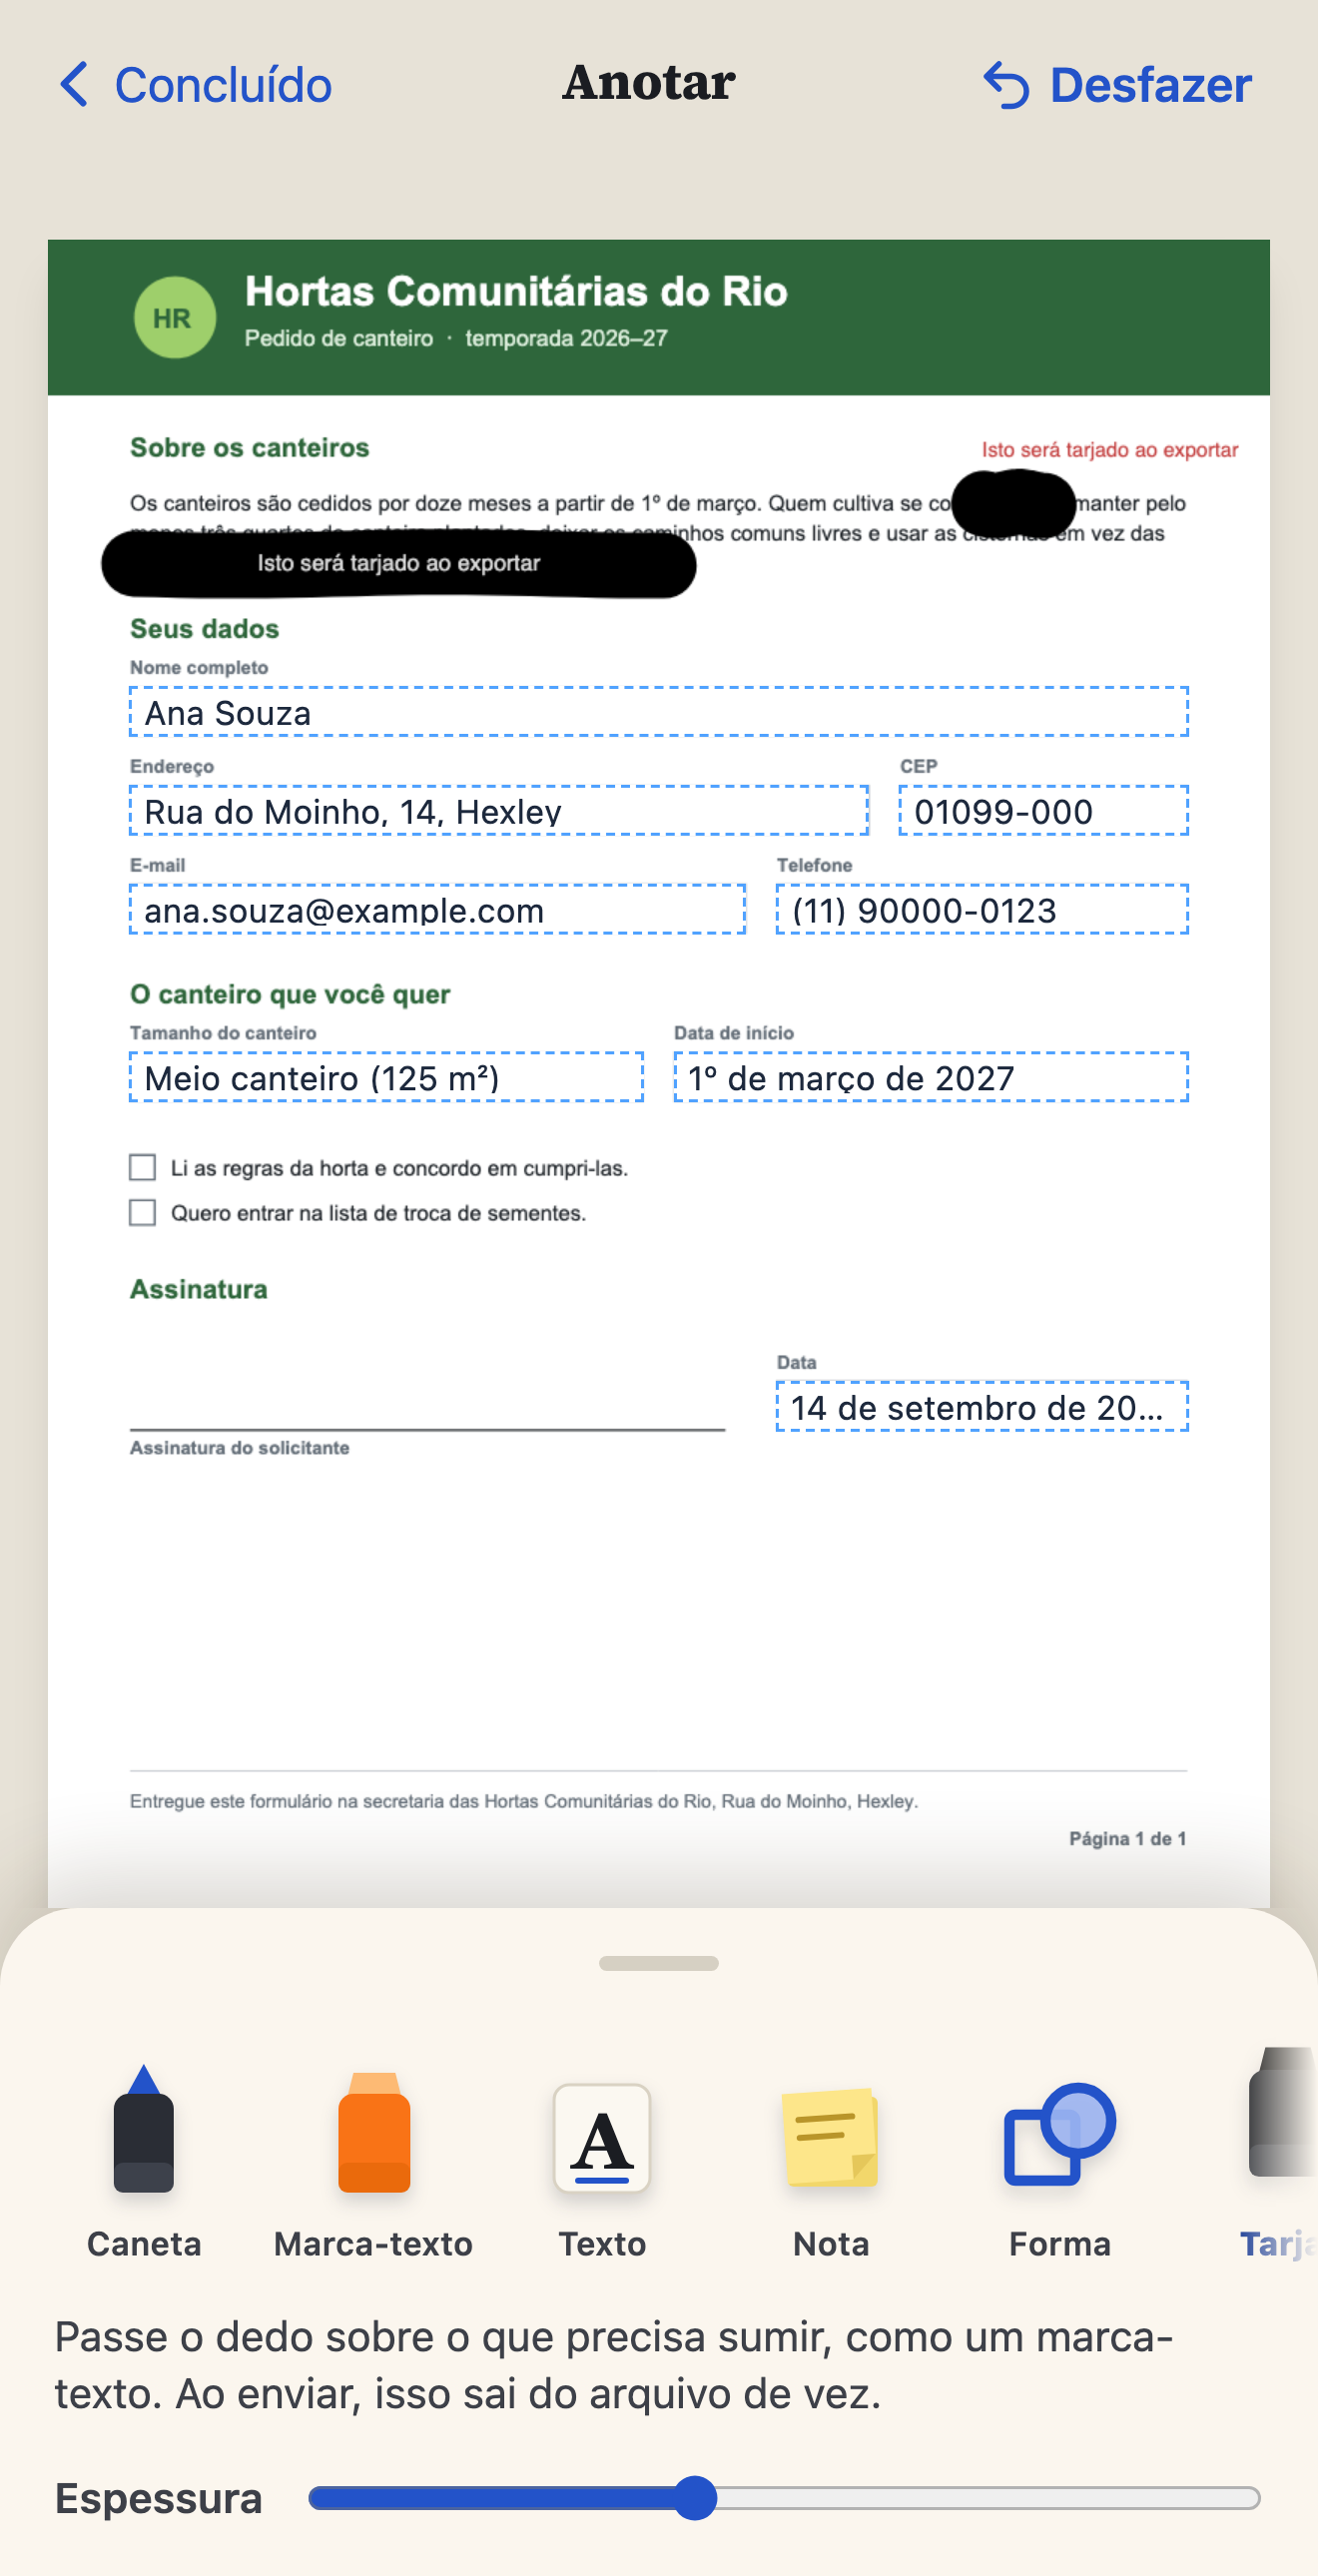 Concluído
Anotar
Desfazer
HR
Hortas Comunitárias do Rio
Pedido de canteiro · temporada 2026–27
Sobre os canteiros
Isto será tarjado ao exportar
Os canteiros são cedidos por doze meses a partir de 1º de março. Quem cultiva se co manter pelo
comuns livres e usar as em vez das
Isto será tarjado ao exportar
Seus dados
Nome completo
Ana Souza
Endereço
CEP
Rua do Moinho, 14, Hexley
01099-000
E-mail
Telefone
ana.souza@example.com
(11) 90000-0123
O canteiro que você quer
Tamanho do canteiro
Data de início
Meio canteiro (125 m²)
1º de março de 2027
Li as regras da horta e concordo em cumpri-las.
Quero entrar na lista de troca de sementes.
Assinatura
Data
14 de setembro de 20...
Assinatura do solicitante
Entregue este formulário na secretaria das Hortas Comunitárias do Rio, Rua do Moinho, Hexley.
Página 1 de 1
A
Caneta
Marca-texto
Texto
Nota
Forma
Tarja
Passe o dedo sobre o que precisa sumir, como um marca-
texto. Ao enviar, isso sai do arquivo de vez.
Espessura